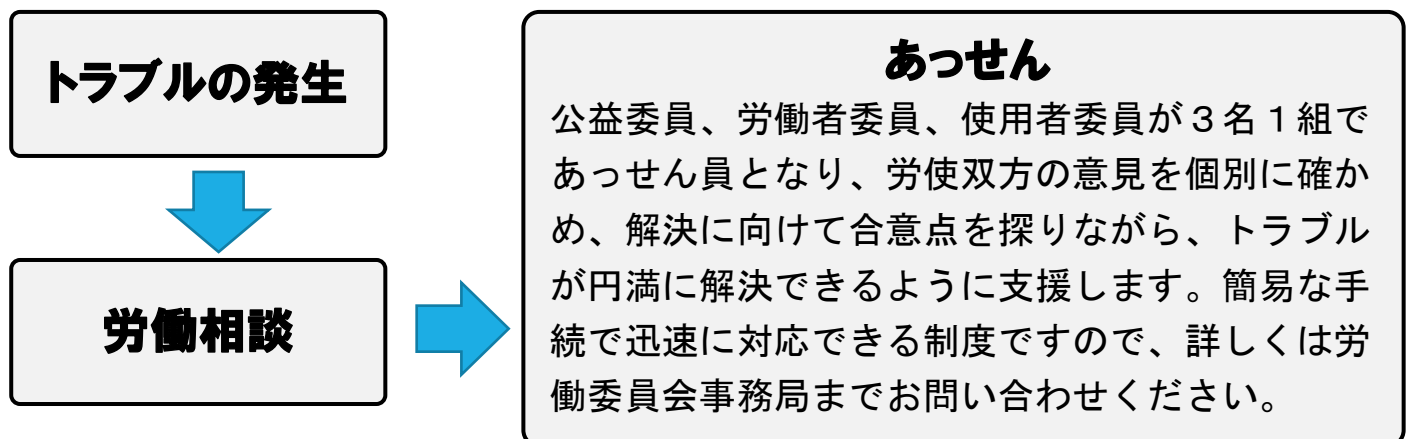 トラブルの発生
労働相談
あっせん
公益委員、労働者委員、使用者委員が３名１組で
あっせん員となり、労使双方の意見を個別に確か
め、解決に向けて合意点を探りながら、トラブル
が円満に解決できるように支援します。簡易な手
続で迅速に対応できる制度ですので、詳しくは労
働委員会事務局までお問い合わせください。